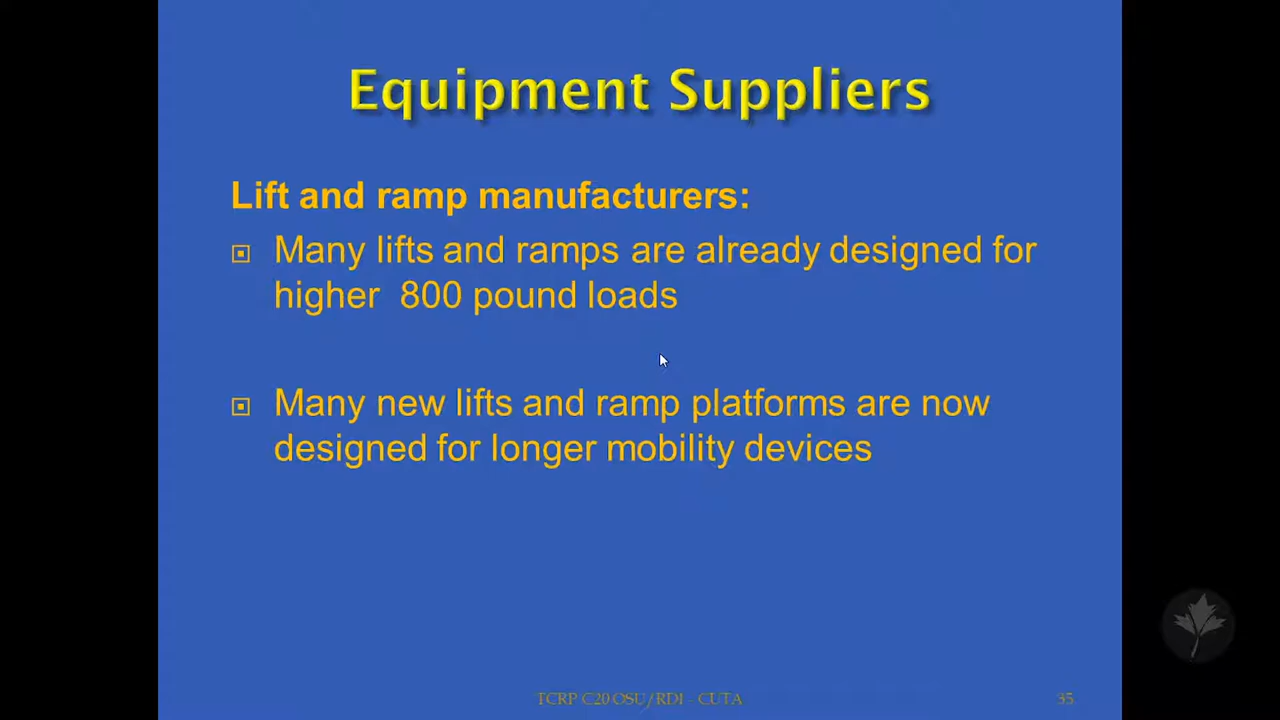 Equipment Suppliers
Lift and ramp manufacturers:
Many lifts and ramps are already designed for
higher  800 pound loads
Many new lifts and ramp platforms are now
designed for longer mobility devices
TCRP C20 OSU/RDI - CUTA
35